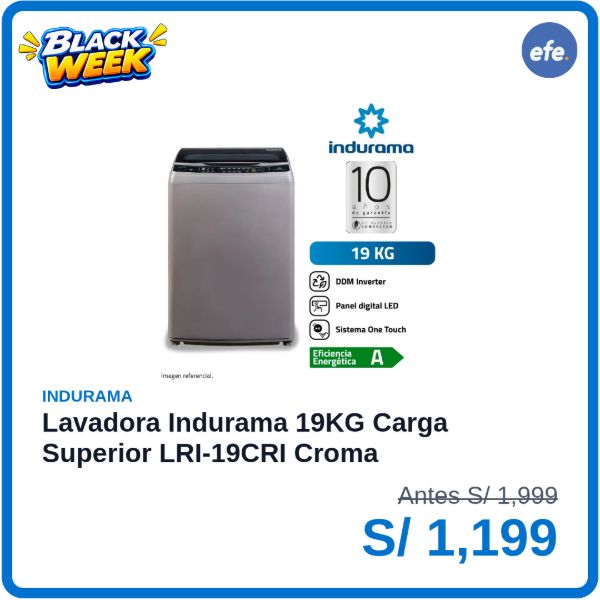 BLACK
WEEK
efe.
indurama
10
años
de garantía
19 KG
DDM Inverter
Panel digital LED
Sistema One Touch
Eficiencia
Energética
A
Imagen referencial.
INDURAMA
Lavadora Indurama 19KG Carga
Superior LRI-19CRI Croma
Antes S/ 1,999
S/ 1,199